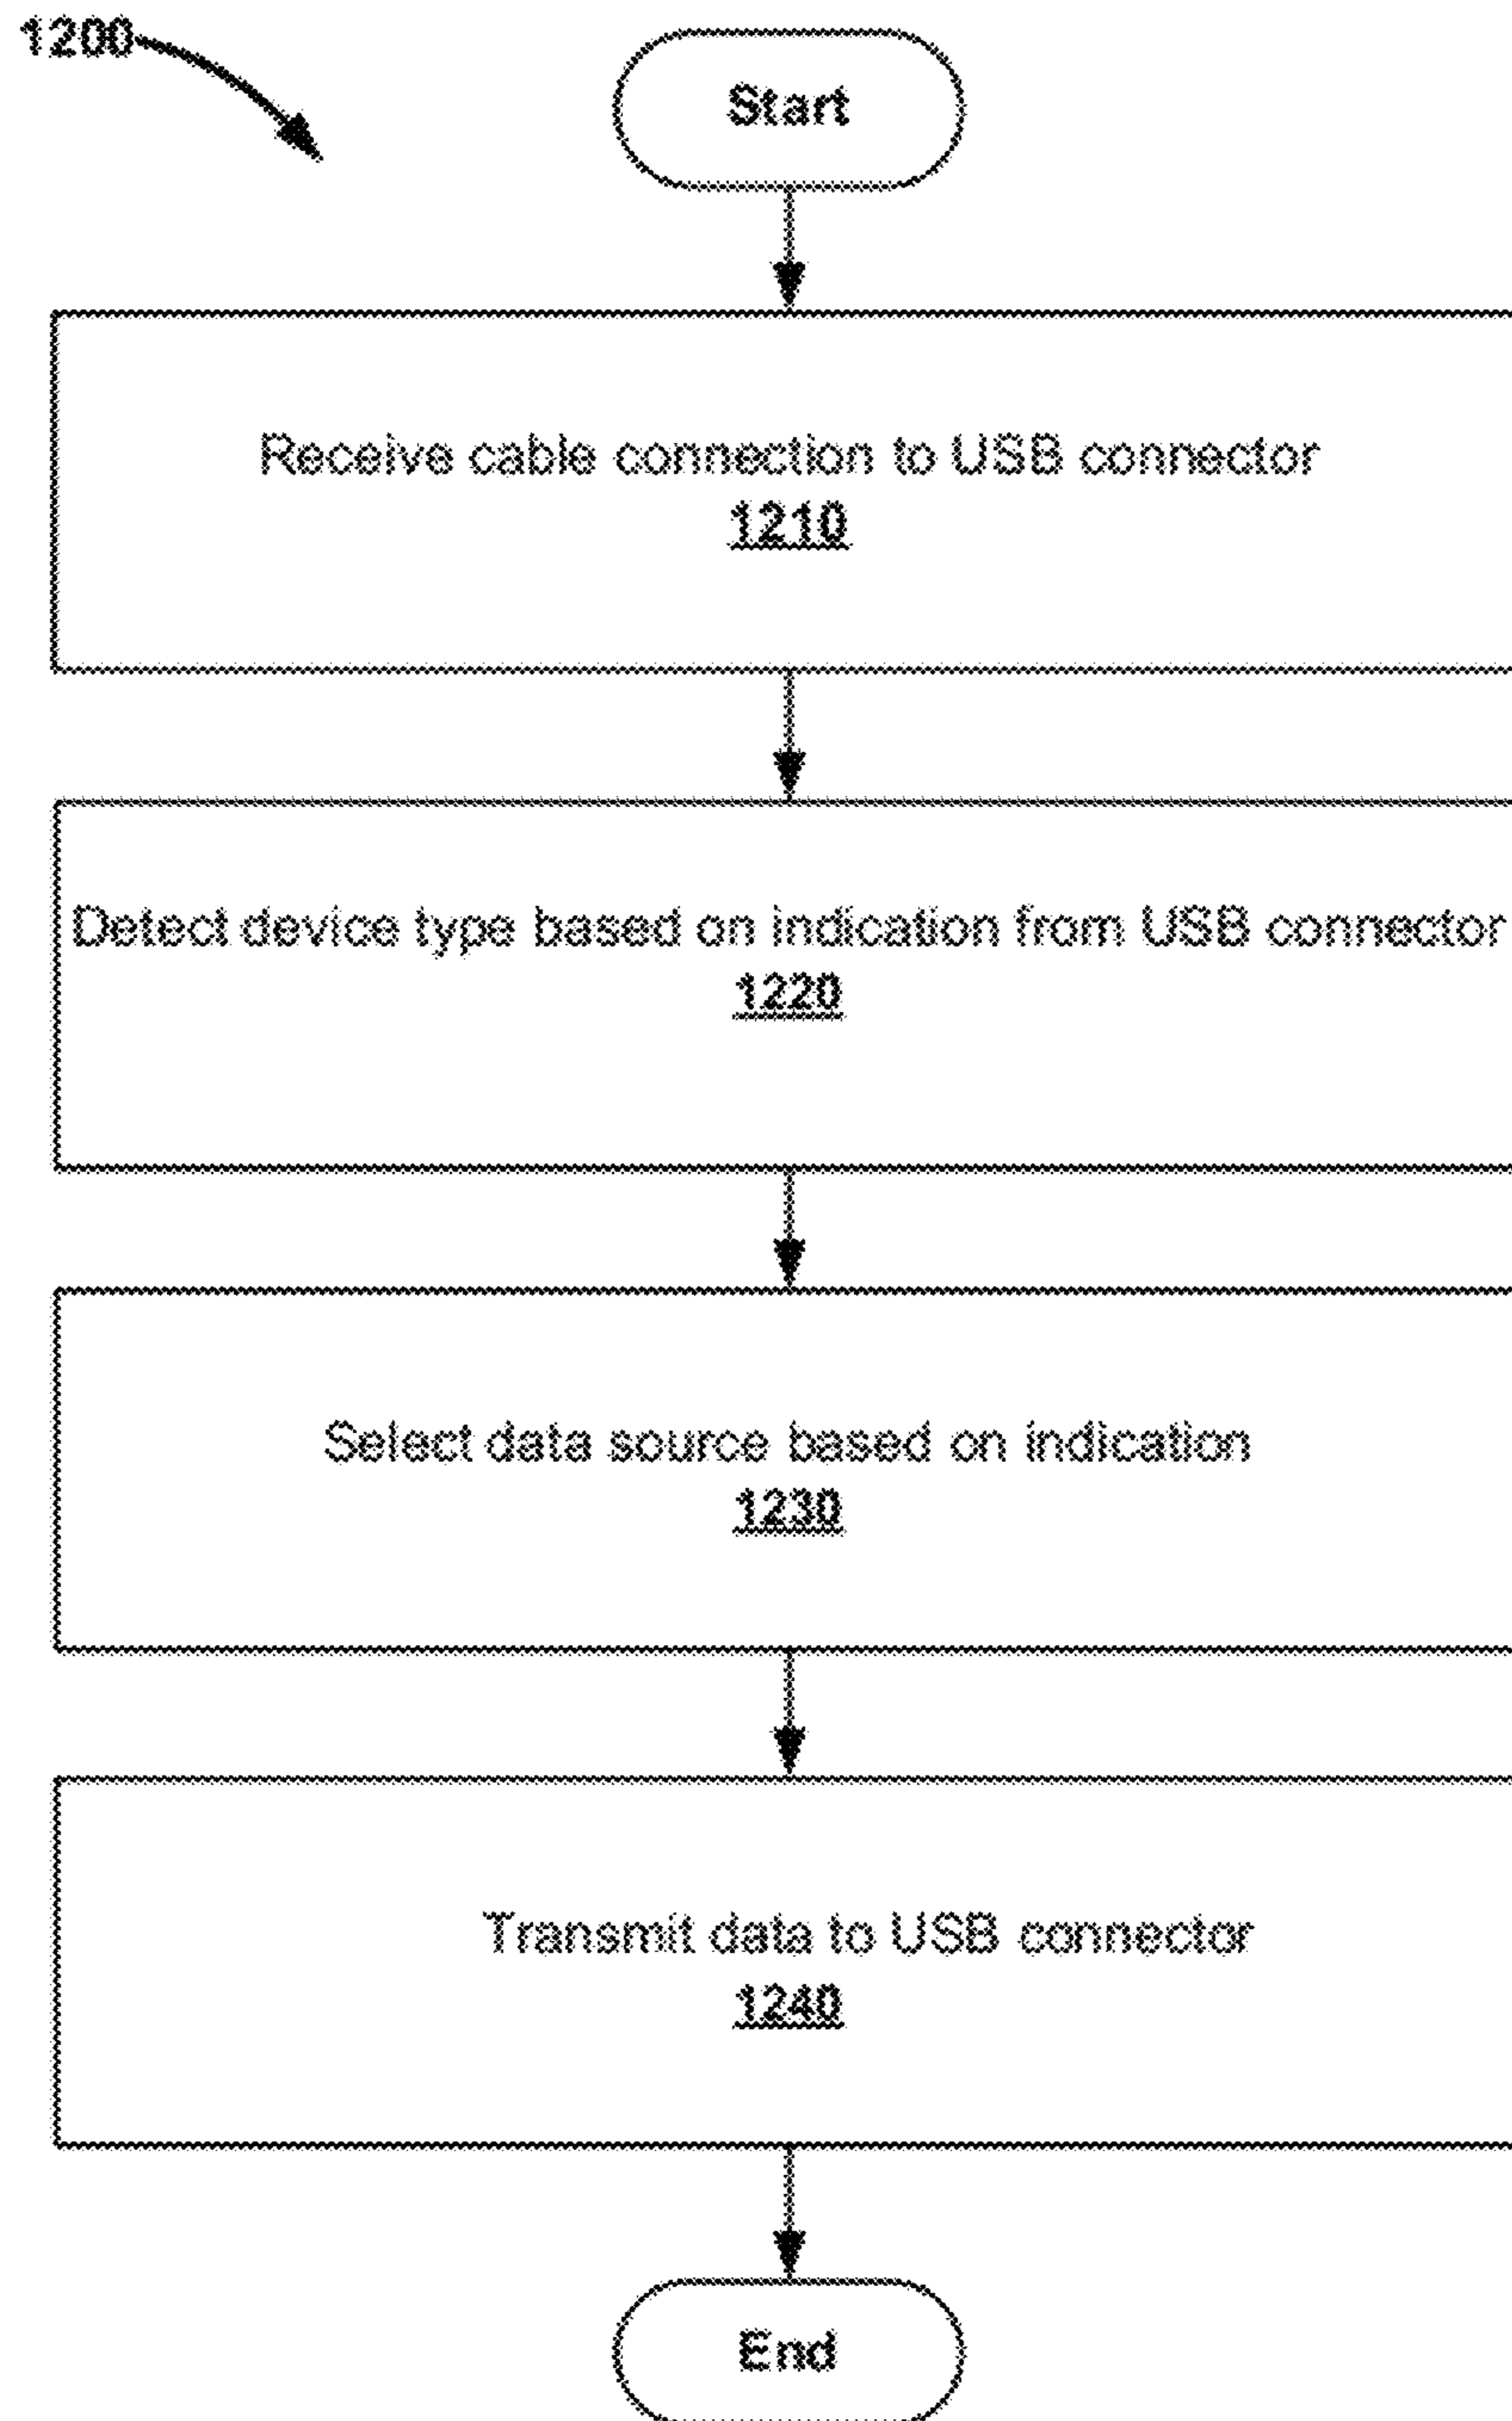 1200
Start
Receive cable connection to USB connector
1210
Detect device type based on indication from USB connector
1220
Select data source based on indication
1230
Transmit data to USB connector
1240
End